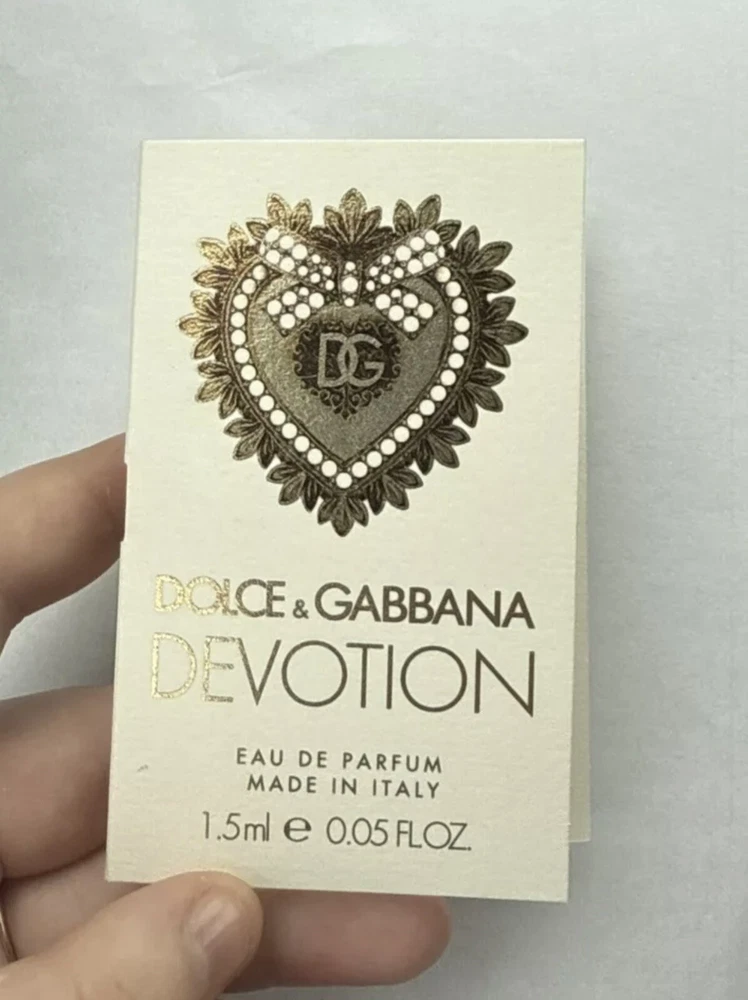 DG
DOLCE & GABBANA
DEVOTION
EAU DE PARFUM
MADE IN ITALY
1.5ml e 0.05 FL.OZ.